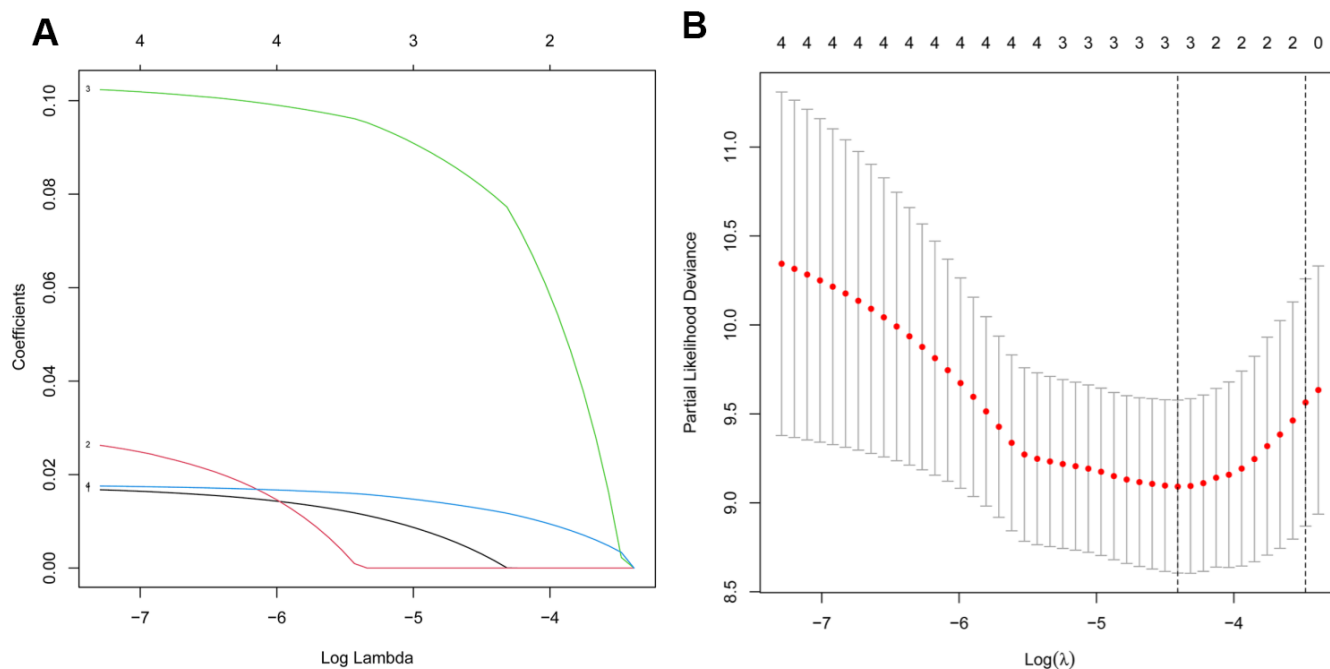 A
4 4 3 2
0.10
0.08
0.06
0.04
0.02
0.00
Coefficients
3
2
−7 −6 −5 −4
Log Lambda
B
4 4 4 4 4 4 4 4 4 4 4 3 3 3 3 3 3 2 2 2 2 0
11.0
10.5
10.0
9.5
9.0
8.5
Partial Likelihood Deviance
−7 −6 −5 −4
Log(λ)